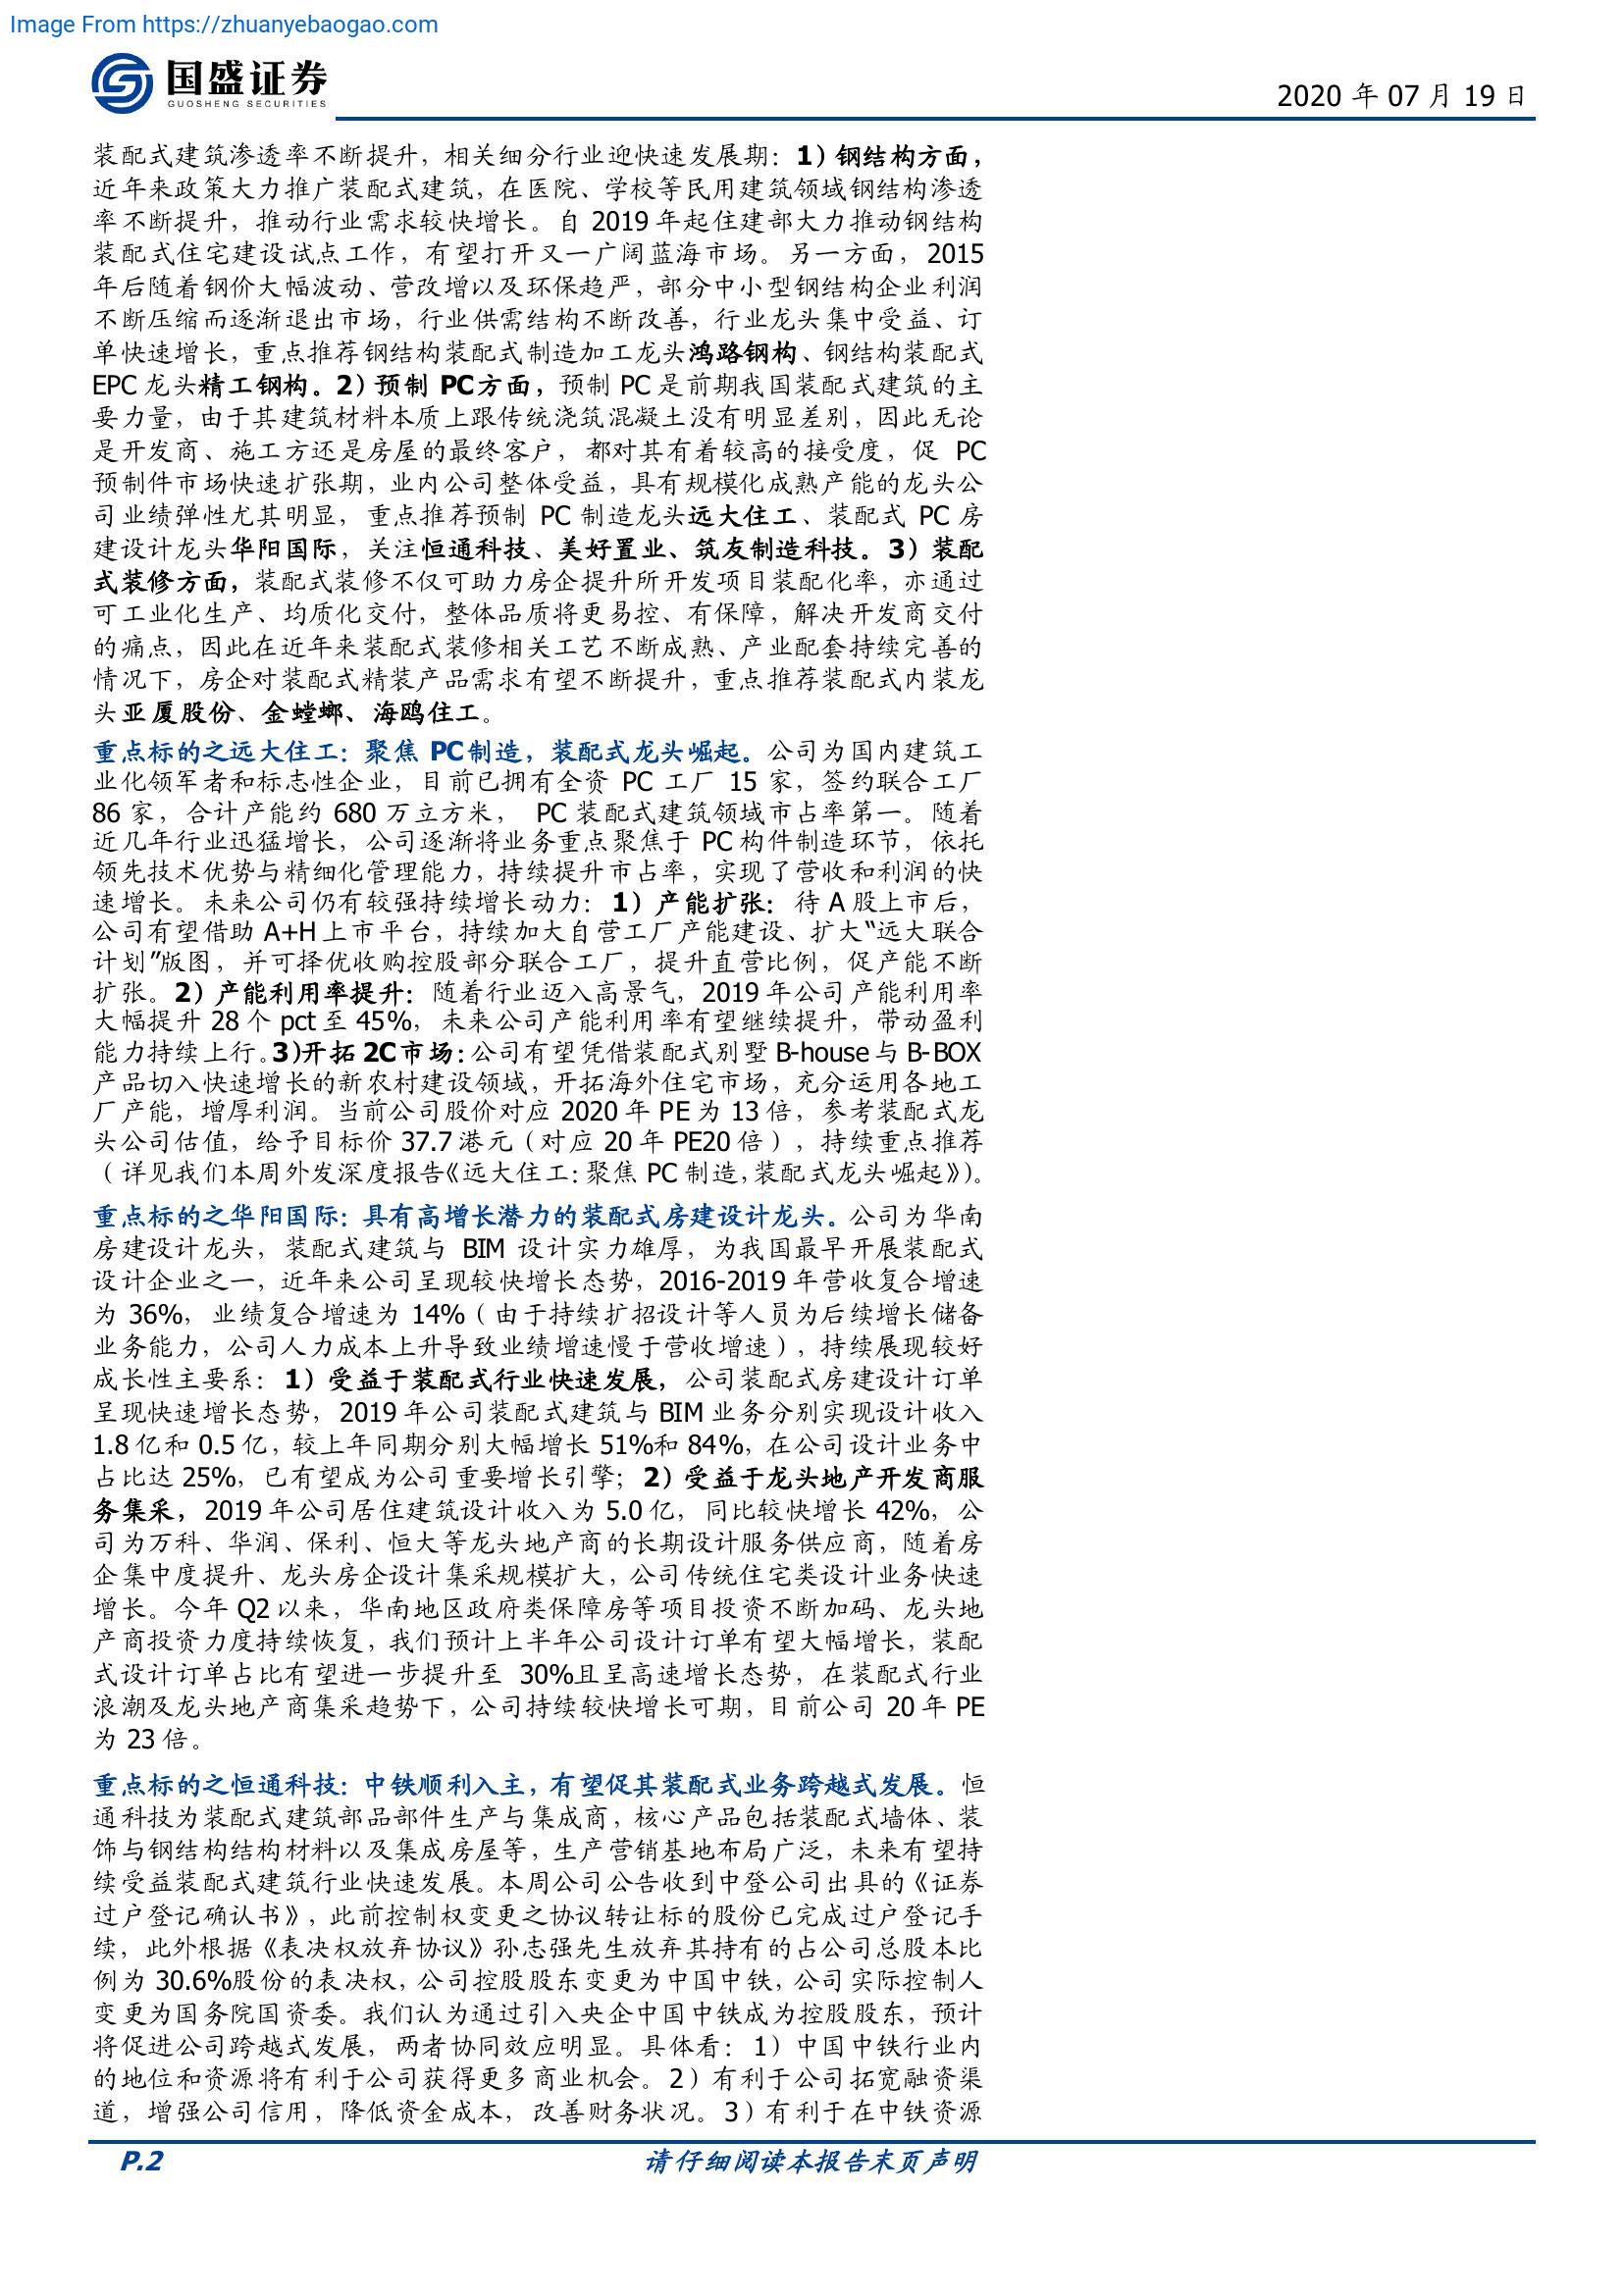 Image From https://zhuanyebaogao.com
国盛证券
GUOSHENG SECURITIES
2020 年 07 月 19 日
装配式建筑渗透率不断提升，相关细分行业迎快速发展期：1）钢结构方面，
近年来政策大力推广装配式建筑，在医院、学校等民用建筑领域钢结构渗透
率不断提升，推动行业需求较快增长。自 2019 年起住建部大力推动钢结构
装配式住宅建设试点工作，有望打开又一广阔蓝海市场。另一方面，2015
年后随着钢价大幅波动、营改增以及环保趋严，部分中小型钢结构企业利润
不断压缩而逐渐退出市场，行业供需结构不断改善，行业龙头集中受益、订
单快速增长，重点推荐钢结构装配式制造加工龙头鸿路钢构、钢结构装配式
EPC 龙头精工钢构。2）预制 PC方面，预制 PC 是前期我国装配式建筑的主
要力量，由于其建筑材料本质上跟传统浇筑混凝土没有明显差别，因此无论
是开发商、施工方还是房屋的最终客户，都对其有着较高的接受度，促 PC
预制件市场快速扩张期，业内公司整体受益，具有规模化成熟产能的龙头公
司业绩弹性尤其明显，重点推荐预制 PC 制造龙头远大住工、装配式 PC 房
建设计龙头华阳国际，关注恒通科技、美好置业、筑友制造科技。3）装配
式装修方面，装配式装修不仅可助力房企提升所开发项目装配化率，亦通过
可工业化生产、均质化交付，整体品质将更易控、有保障，解决开发商交付
的痛点，因此在近年来装配式装修相关工艺不断成熟、产业配套持续完善的
情况下，房企对装配式精装产品需求有望不断提升，重点推荐装配式内装龙
头亚厦股份、金螳螂、海鸥住工。
重点标的之远大住工：聚焦 PC制造，装配式龙头崛起。公司为国内建筑工
业化领军者和标志性企业，目前已拥有全资 PC 工厂 15 家，签约联合工厂
86 家，合计产能约 680 万立方米， PC 装配式建筑领域市占率第一。随着
近几年行业迅猛增长，公司逐渐将业务重点聚焦于 PC 构件制造环节，依托
领先技术优势与精细化管理能力，持续提升市占率，实现了营收和利润的快
速增长。未来公司仍有较强持续增长动力：1）产能扩张：待 A 股上市后，
公司有望借助 A+H 上市平台，持续加大自营工厂产能建设、扩大“远大联合
计划”版图，并可择优收购控股部分联合工厂，提升直营比例，促产能不断
扩张。2）产能利用率提升：随着行业迈入高景气，2019 年公司产能利用率
大幅提升 28 个 pct 至 45%，未来公司产能利用率有望继续提升，带动盈利
能力持续上行。3)开拓 2C市场：公司有望凭借装配式别墅 B-house 与 B-BOX
产品切入快速增长的新农村建设领域，开拓海外住宅市场，充分运用各地工
厂产能，增厚利润。当前公司股价对应 2020 年 PE 为 13 倍，参考装配式龙
头公司估值，给予目标价 37.7 港元（对应 20 年 PE20 倍），持续重点推荐
（详见我们本周外发深度报告《远大住工：聚焦 PC 制造，装配式龙头崛起》）。
重点标的之华阳国际：具有高增长潜力的装配式房建设计龙头。公司为华南
房建设计龙头，装配式建筑与 BIM 设计实力雄厚，为我国最早开展装配式
设计企业之一，近年来公司呈现较快增长态势，2016-2019 年营收复合增速
为 36%，业绩复合增速为 14%（由于持续扩招设计等人员为后续增长储备
业务能力，公司人力成本上升导致业绩增速慢于营收增速），持续展现较好
成长性主要系：1）受益于装配式行业快速发展，公司装配式房建设计订单
呈现快速增长态势，2019 年公司装配式建筑与 BIM 业务分别实现设计收入
1.8 亿和 0.5 亿，较上年同期分别大幅增长 51%和 84%，在公司设计业务中
占比达 25%，已有望成为公司重要增长引擎；2）受益于龙头地产开发商服
务集采，2019 年公司居住建筑设计收入为 5.0 亿，同比较快增长 42%，公
司为万科、华润、保利、恒大等龙头地产商的长期设计服务供应商，随着房
企集中度提升、龙头房企设计集采规模扩大，公司传统住宅类设计业务快速
增长。今年 Q2 以来，华南地区政府类保障房等项目投资不断加码、龙头地
产商投资力度持续恢复，我们预计上半年公司设计订单有望大幅增长，装配
式设计订单占比有望进一步提升至 30%且呈高速增长态势，在装配式行业
浪潮及龙头地产商集采趋势下，公司持续较快增长可期，目前公司 20 年 PE
为 23 倍。
重点标的之恒通科技：中铁顺利入主，有望促其装配式业务跨越式发展。恒
通科技为装配式建筑部品部件生产与集成商，核心产品包括装配式墙体、装
饰与钢结构结构材料以及集成房屋等，生产营销基地布局广泛，未来有望持
续受益装配式建筑行业快速发展。本周公司公告收到中登公司出具的《证券
过户登记确认书》，此前控制权变更之协议转让标的股份已完成过户登记手
续，此外根据《表决权放弃协议》孙志强先生放弃其持有的占公司总股本比
例为 30.6%股份的表决权，公司控股股东变更为中国中铁，公司实际控制人
变更为国务院国资委。我们认为通过引入央企中国中铁成为控股股东，预计
将促进公司跨越式发展，两者协同效应明显。具体看：1）中国中铁行业内
的地位和资源将有利于公司获得更多商业机会。2）有利于公司拓宽融资渠
道，增强公司信用，降低资金成本，改善财务状况。3）有利于在中铁资源
P.2
请仔细阅读本报告末页声明